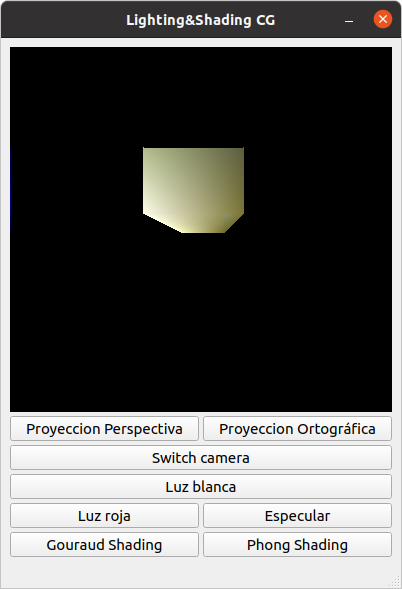 Lighting&Shading CG
Proyeccion Perspectiva Proyeccion Ortográfica
Switch camera
Luz blanca
Luz roja Especular
Gouraud Shading Phong Shading